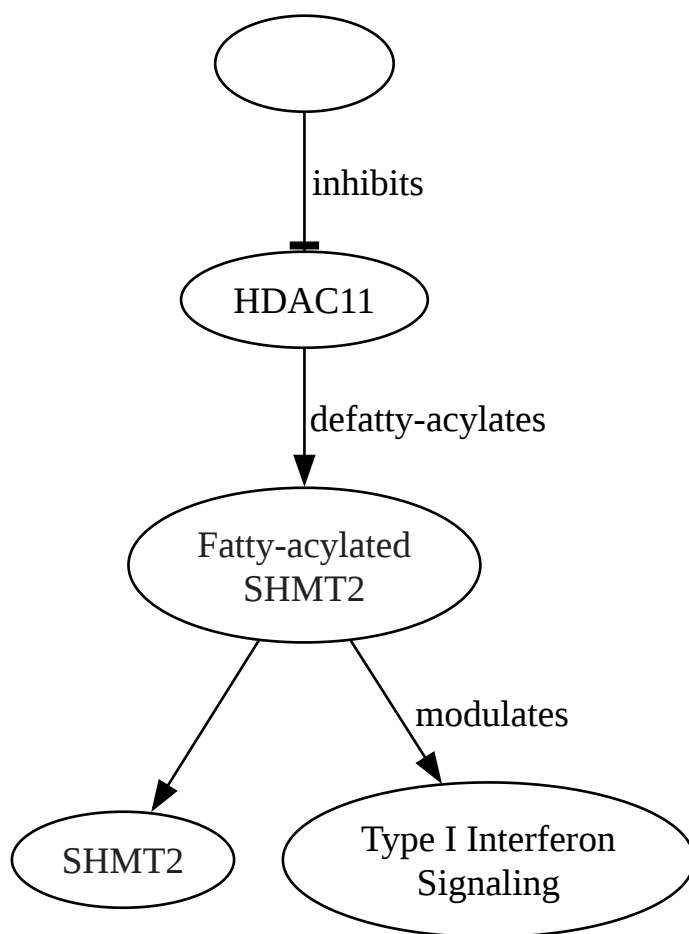 inhibits
HDAC11
defatty-acylates
Fatty-acylated
SHMT2
modulates
SHMT2
Type I Interferon
Signaling